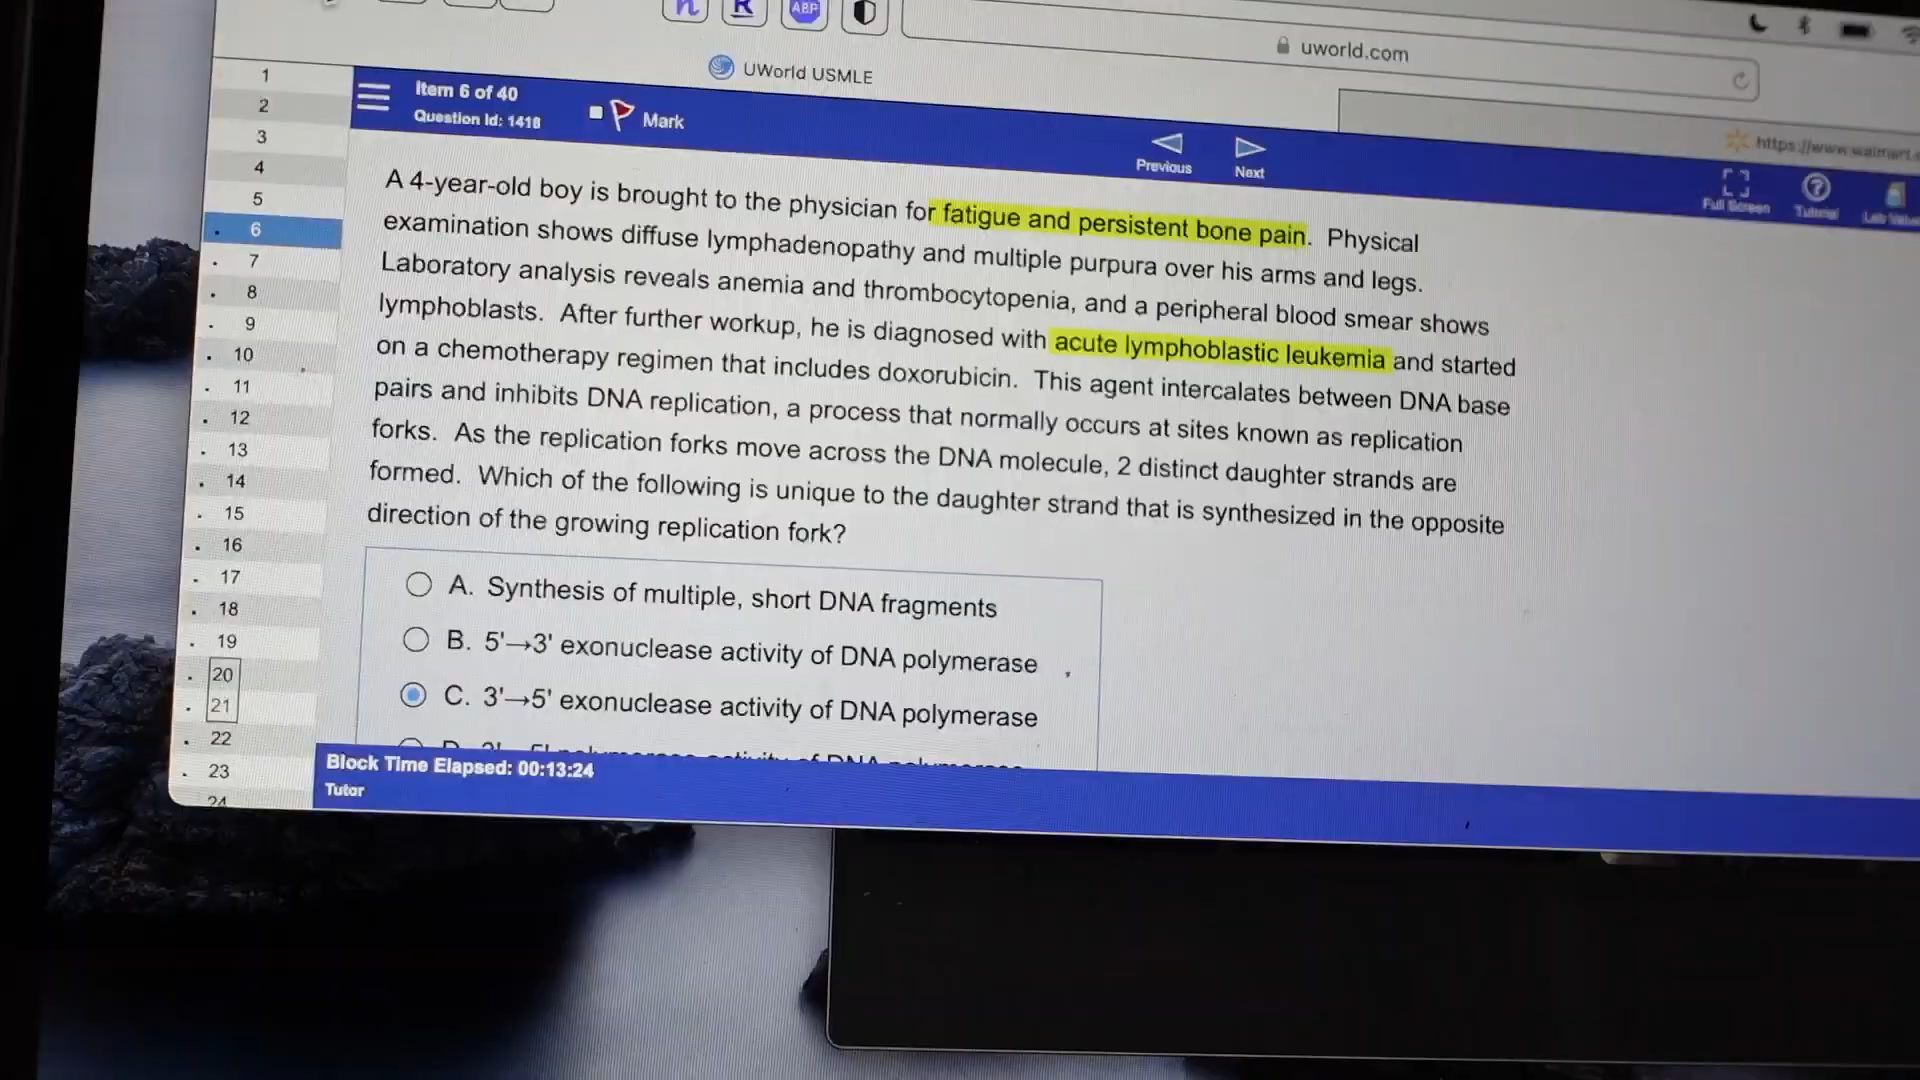 n
R
ABP
uworld.com
UWorld USMLE
https://www.walmart.c
Item 6 of 40
Question Id: 1418
Mark
Previous
Next
Full Screen
Tutorial
1
2
3
4
5
6
7
8
9
10
11
12
13
14
15
16
17
18
19
20
21
22
23
24
A 4-year-old boy is brought to the physician for fatigue and persistent bone pain. Physical
examination shows diffuse lymphadenopathy and multiple purpura over his arms and legs.
Laboratory analysis reveals anemia and thrombocytopenia, and a peripheral blood smear shows
lymphoblasts. After further workup, he is diagnosed with acute lymphoblastic leukemia and started
on a chemotherapy regimen that includes doxorubicin. This agent intercalates between DNA base
pairs and inhibits DNA replication, a process that normally occurs at sites known as replication
forks. As the replication forks move across the DNA molecule, 2 distinct daughter strands are
formed. Which of the following is unique to the daughter strand that is synthesized in the opposite
direction of the growing replication fork?
A. Synthesis of multiple, short DNA fragments
B. 5'→3' exonuclease activity of DNA polymerase
C. 3'→5' exonuclease activity of DNA polymerase
Block Time Elapsed: 00:13:24
Tutor